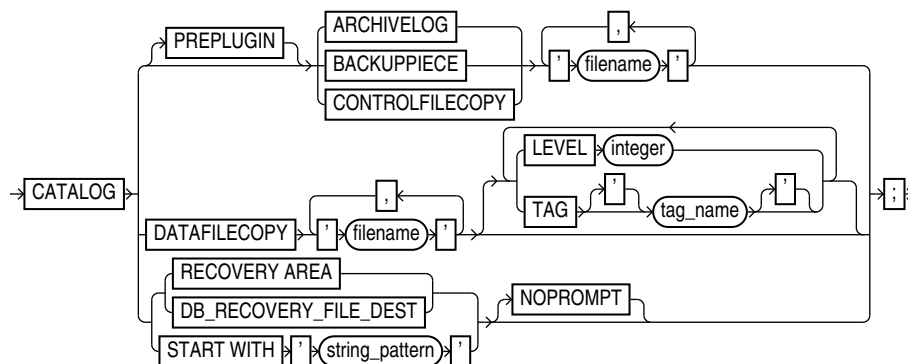 ARCHIVELOG
,
PREPLUGIN
BACKUPPIECE
' filename '
CONTROLFILECOPY
LEVEL integer
,
' '
CATALOG
TAG tag_name
;
DATAFILECOPY ' filename '
RECOVERY AREA
NOPROMPT
DB_RECOVERY_FILE_DEST
START WITH ' string_pattern '